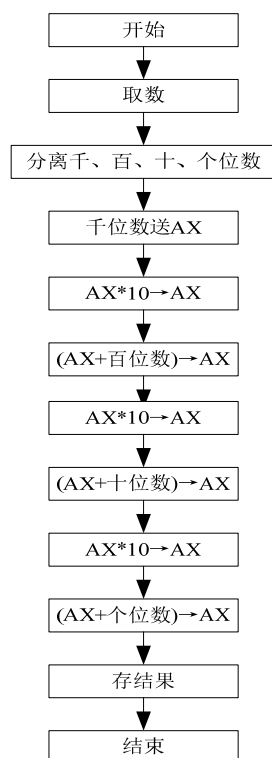 开始
取数
分离千、百、十、个位数
千位数送AX
AX*10→AX
(AX+百位数)→AX
AX*10→AX
(AX+十位数)→AX
AX*10→AX
(AX+个位数)→AX
存结果
结束